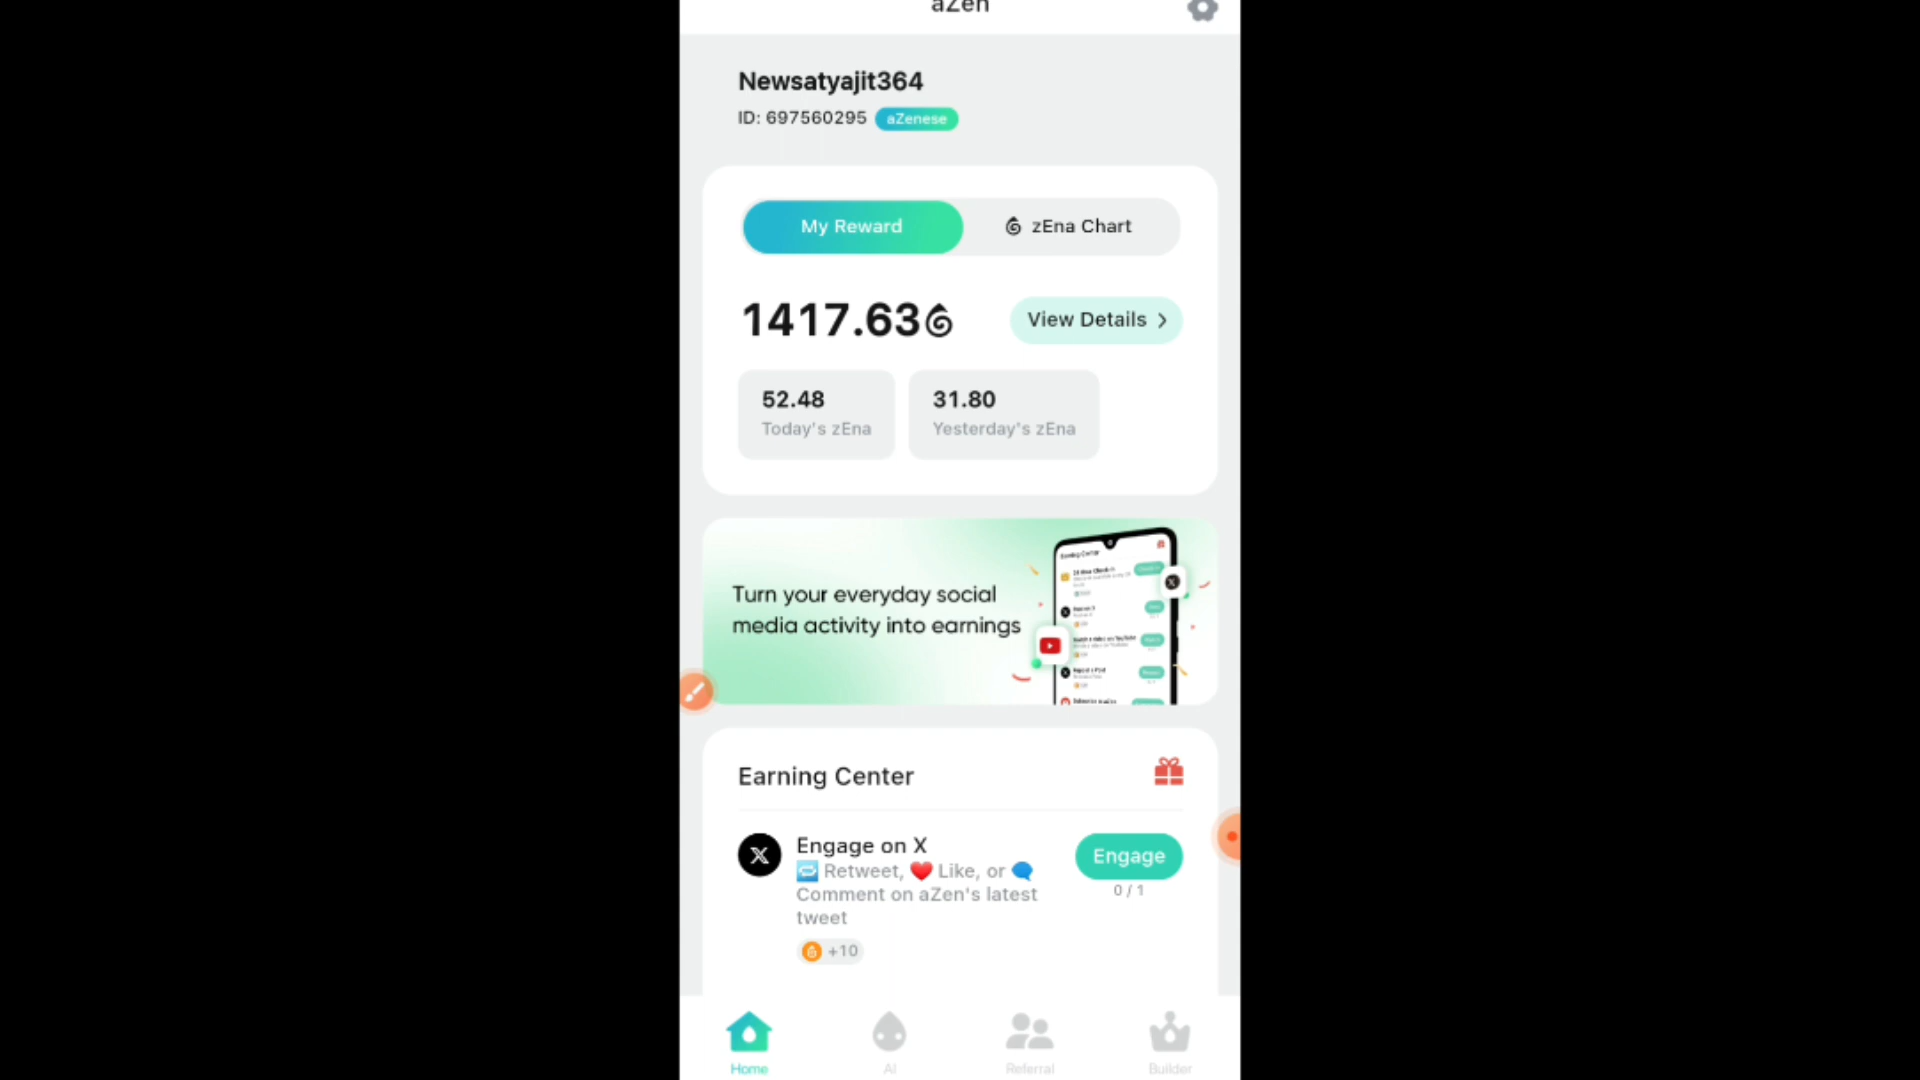 aZen
Newsatyajit364
ID: 697560295 aZenese
My Reward
zEna Chart
1417.63
View Details
52.48
Today's zEna
31.80
Yesterday's zEna
Turn your everyday social
media activity into earnings
Earning Center
Earning Center
Engage on X
Retweet, ❤️ Like, or
Comment on aZen's latest
tweet
+10
Engage
0 / 1
Home
AI
Referral
Builder